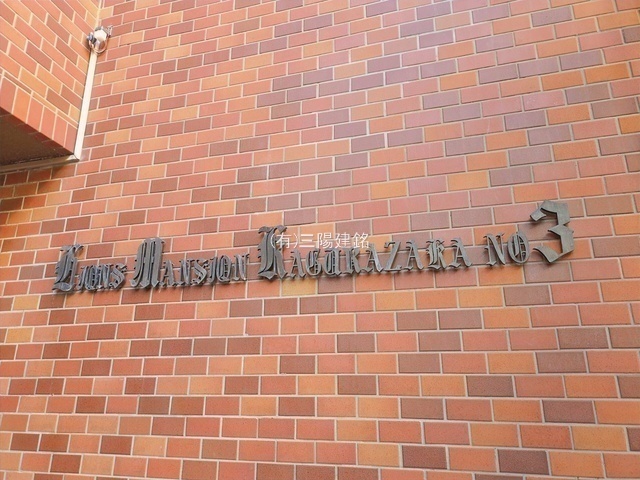 (有)三陽建銘
LIONS MANSION KAGURAZAKA NO3